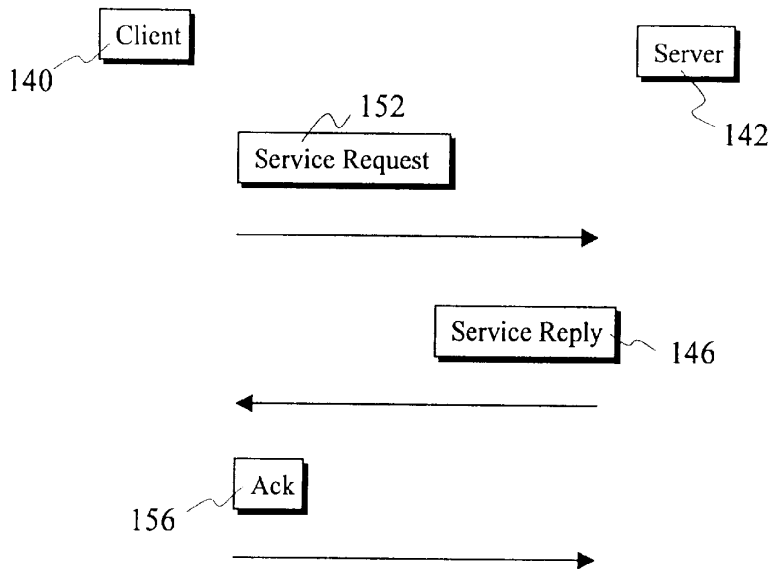 Client
Server
140
142
152
Service Request
Service Reply
146
Ack
156